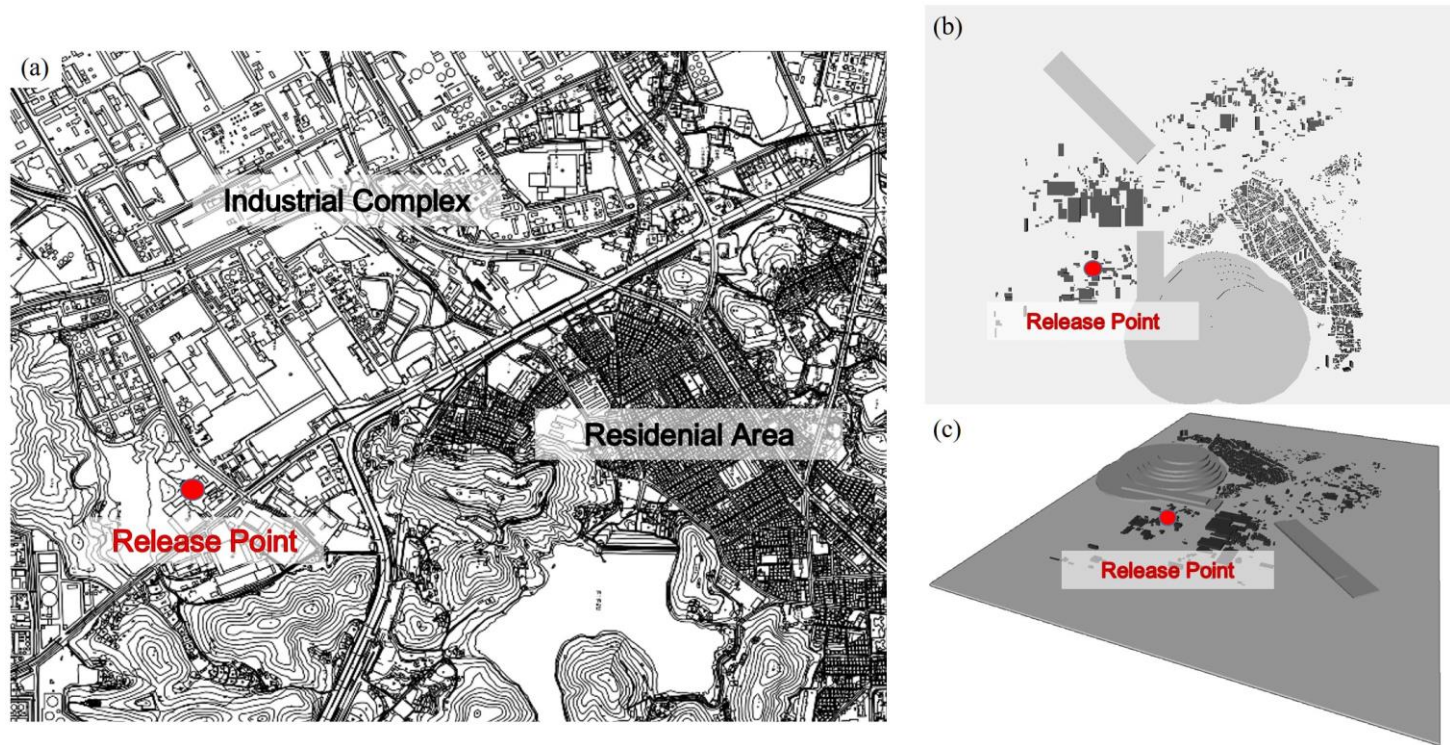 (a)
Industrial Complex
Residenial Area
Release Point
(b)
Release Point
(c)
Release Point